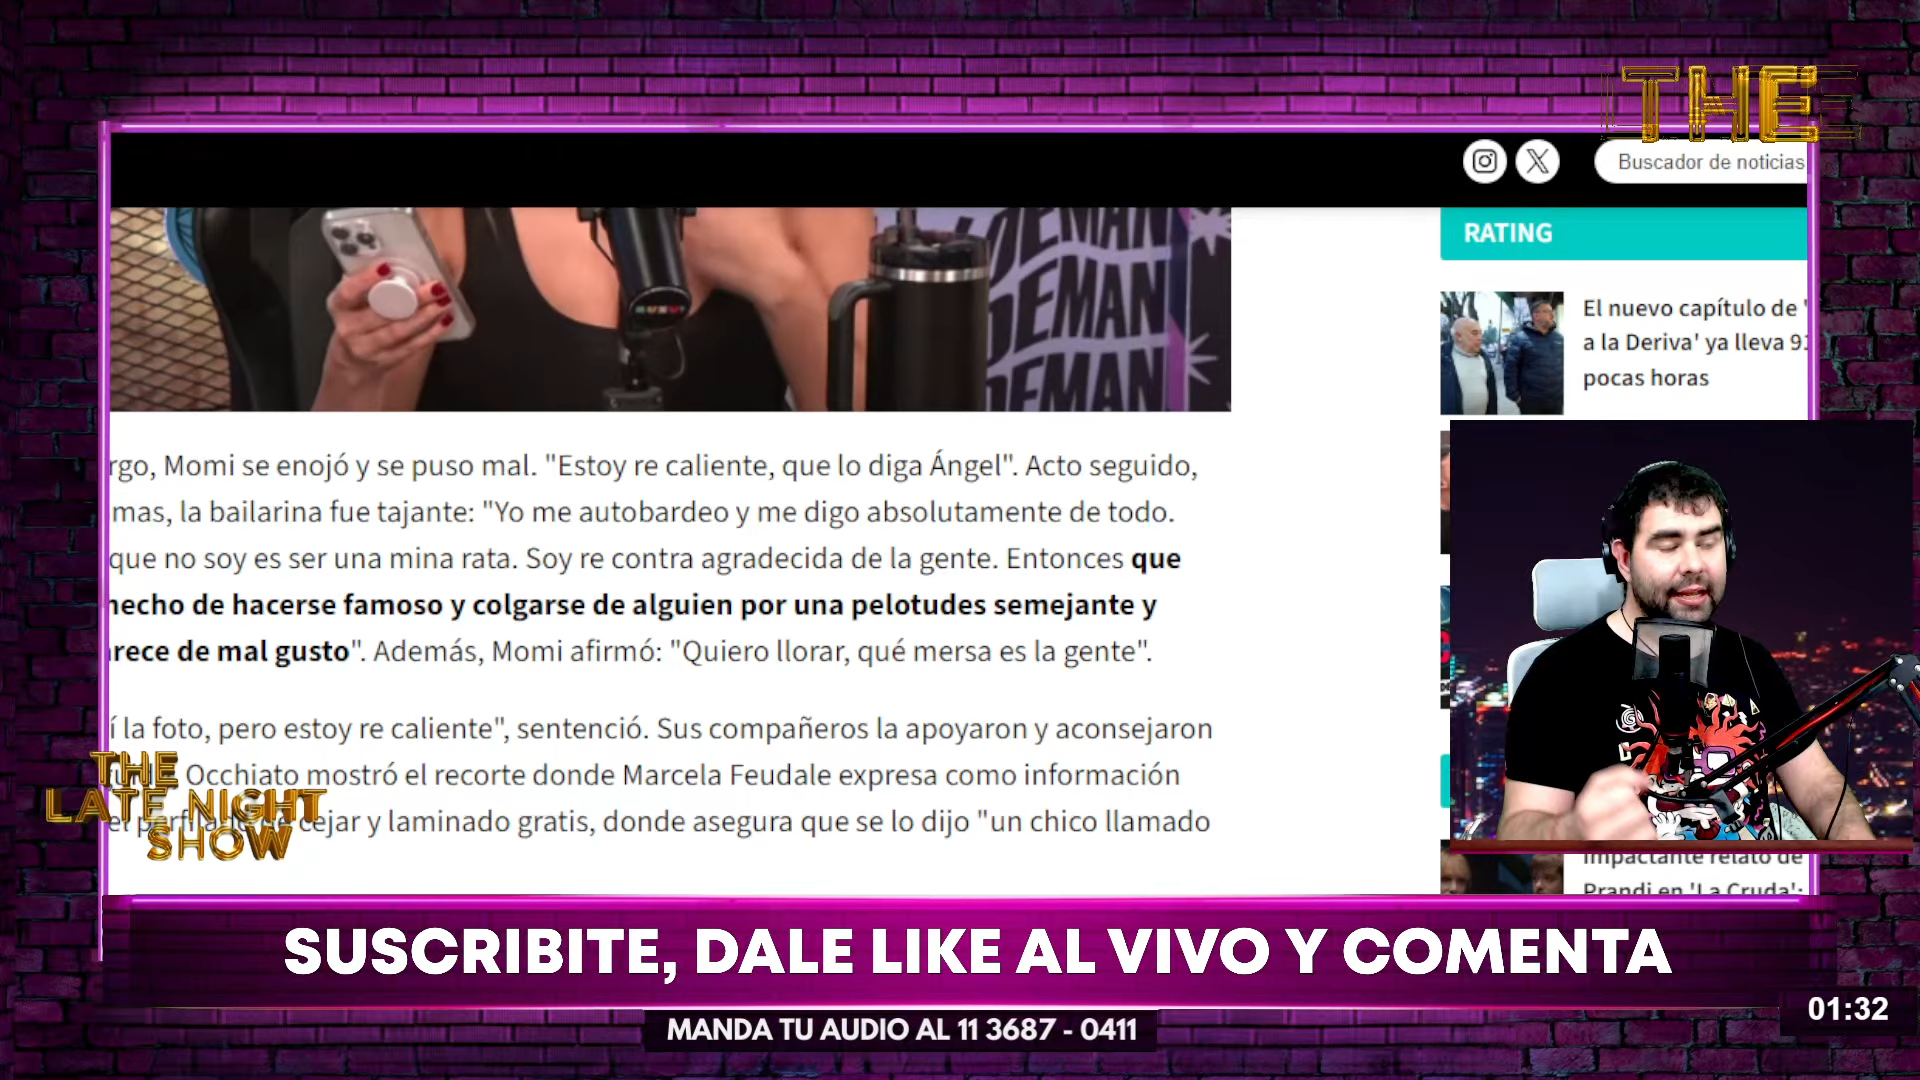 THE
Buscador de noticias
RATING
El nuevo capítulo de '
a la Deriva' ya lleva 9
pocas horas
DEMAN
DEMAN
DEMAN
rgo, Momi se enojó y se puso mal. "Estoy re caliente, que lo diga Ángel". Acto seguido,
mas, la bailarina fue tajante: "Yo me autobardeo y me digo absolutamente de todo.
que no soy es ser una mina rata. Soy re contra agradecida de la gente. Entonces que
hecho de hacerse famoso y colgarse de alguien por una pelotudes semejante y
rece de mal gusto". Además, Momi afirmó: "Quiero llorar, qué mersa es la gente".
í la foto, pero estoy re caliente", sentenció. Sus compañeros la apoyaron y aconsejaron
Occhiato mostró el recorte donde Marcela Feudale expresa como información
cejar y laminado gratis, donde asegura que se lo dijo "un chico llamado
THE
LATE NIGHT
SHOW
impactante relato de
Prandi en 'La Cruda':
SUSCRIBITE, DALE LIKE AL VIVO Y COMENTA
01:32
MANDA TU AUDIO AL 11 3687 - 0411